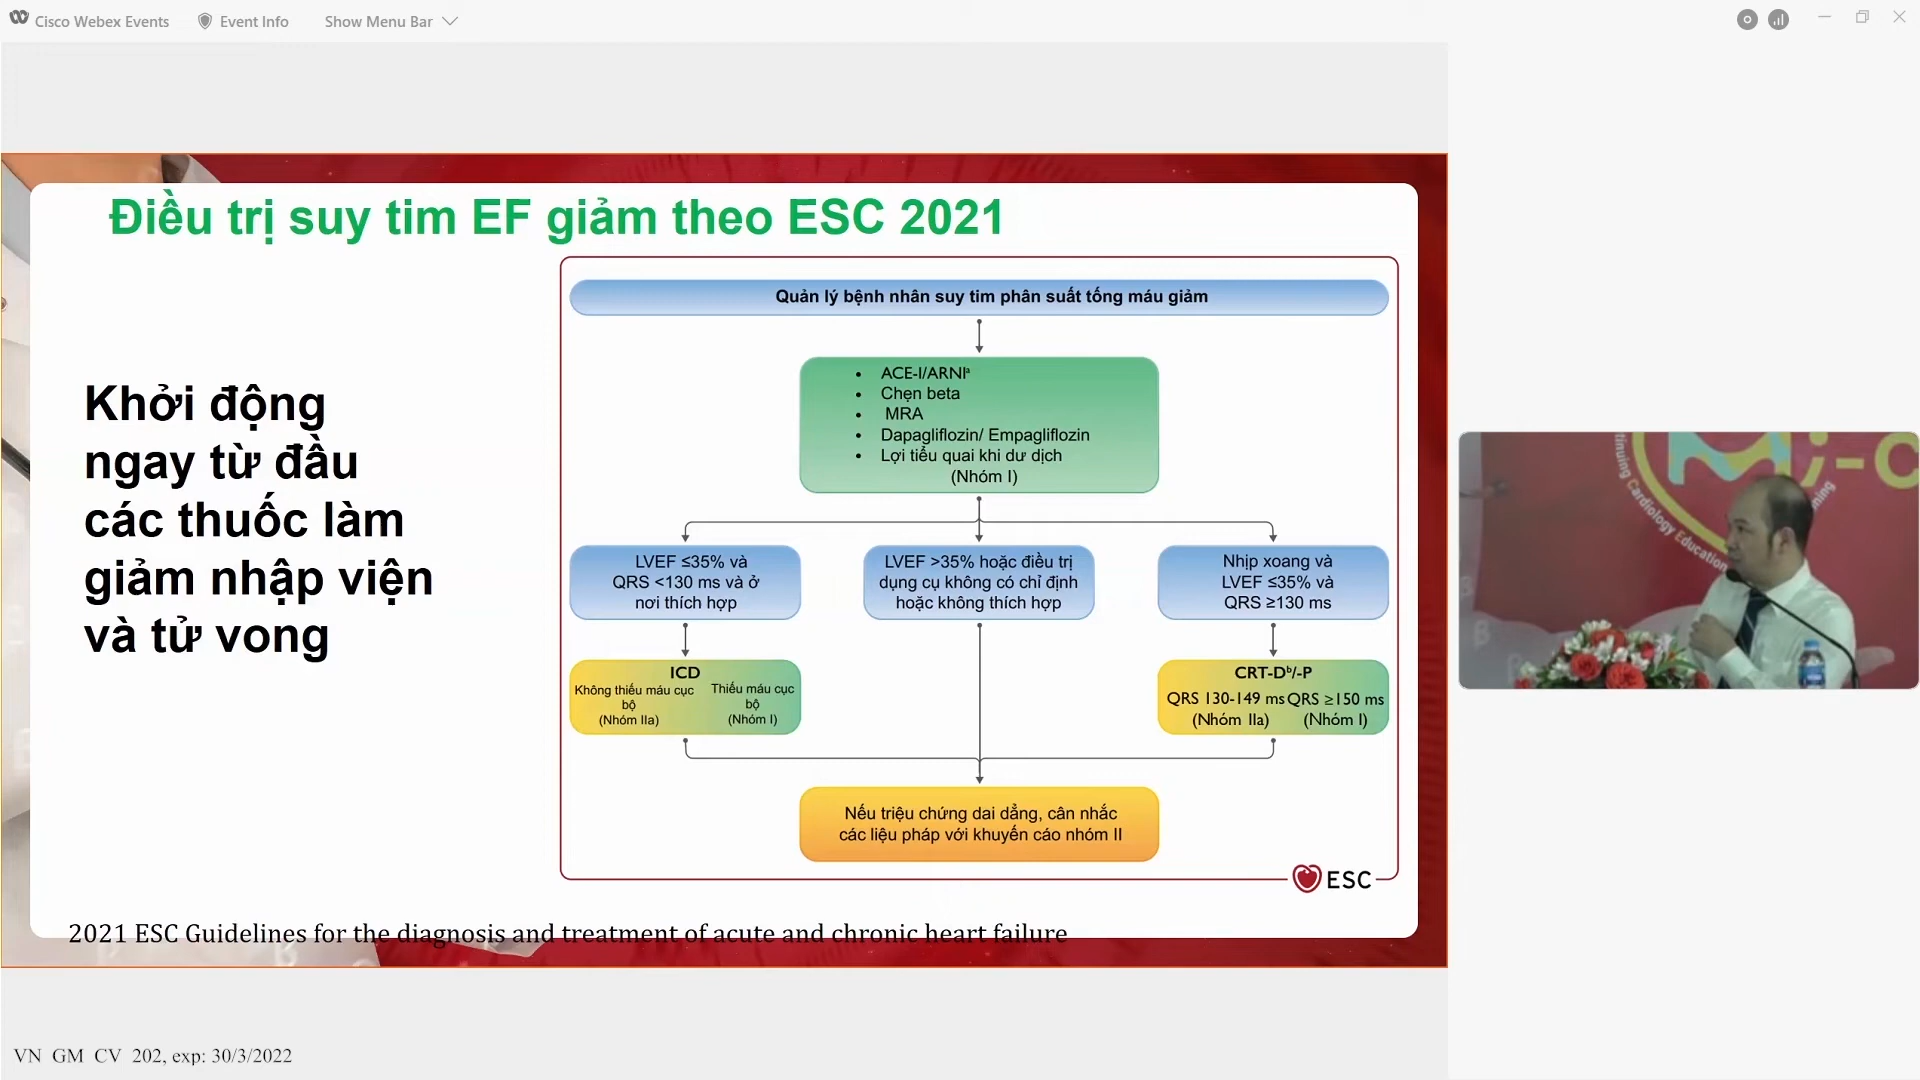 Cisco Webex Events
Event Info
Show Menu Bar
Điều trị suy tim EF giảm theo ESC 2021
Khởi động
ngay từ đầu
các thuốc làm
giảm nhập viện
và tử vong
Quản lý bệnh nhân suy tim phân suất tống máu giảm
• ACE-I/ARNIᵃ
• Chẹn beta
• MRA
• Dapagliflozin/ Empagliflozin
• Lợi tiểu quai khi dư dịch
(Nhóm I)
LVEF ≤35% và
QRS <130 ms và ở
nơi thích hợp
LVEF >35% hoặc điều trị
dụng cụ không có chỉ định
hoặc không thích hợp
Nhịp xoang và
LVEF ≤35% và
QRS ≥130 ms
ICD
Không thiếu máu cục
bộ
(Nhóm IIa)
Thiếu máu cục
bộ
(Nhóm I)
CRT-Dᵇ/-P
QRS 130-149 ms QRS ≥150 ms
(Nhóm IIa) (Nhóm I)
Nếu triệu chứng dai dẳng, cân nhắc
các liệu pháp với khuyến cáo nhóm II
ESC
2021 ESC Guidelines for the diagnosis and treatment of acute and chronic heart failure
VN GM CV 202, exp: 30/3/2022
Cardiology Education